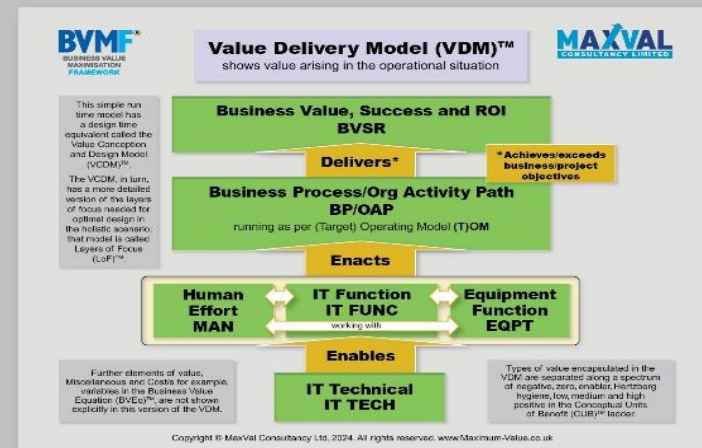 BVMF®
BUSINESS VALUE
MAXIMISATION
FRAMEWORK
Value Delivery Model (VDM)™
shows value arising in the operational situation
MAXVAL
CONSULTANCY LIMITED
This simple run
time model has
a design time
equivalent called the
Value Conception
and Design Model
(VCDM)™.
The VCDM, in turn,
has a more detailed
version of the layers
of focus needed for
optimal design in
the holistic scenario;
that model is called
Layers of Focus
(LoF)™.
Business Value, Success and ROI
BVSR
Delivers*
*Achieves/exceeds
business/project
objectives
Business Process/Org Activity Path
BP/OAP
running as per (Target) Operating Model (T)OM
Enacts
Human
Effort
MAN
IT Function
IT FUNC
Equipment
Function
EQPT
working with
Enables
IT Technical
IT TECH
Further elements of value,
Miscellaneous and Cost/s for example,
variables in the Business Value
Equation (BVEq)™, are not shown
explicitly in this version of the VDM.
Types of value encapsulated in the
VDM are separated along a spectrum
of negative, zero, enabler, Hertzberg
hygiene, low, medium and high
positive in the Conceptual Units
of Benefit (CUB)™ ladder.
Copyright © MaxVal Consultancy Ltd, 2024. All rights reserved. www.Maximum-Value.co.uk